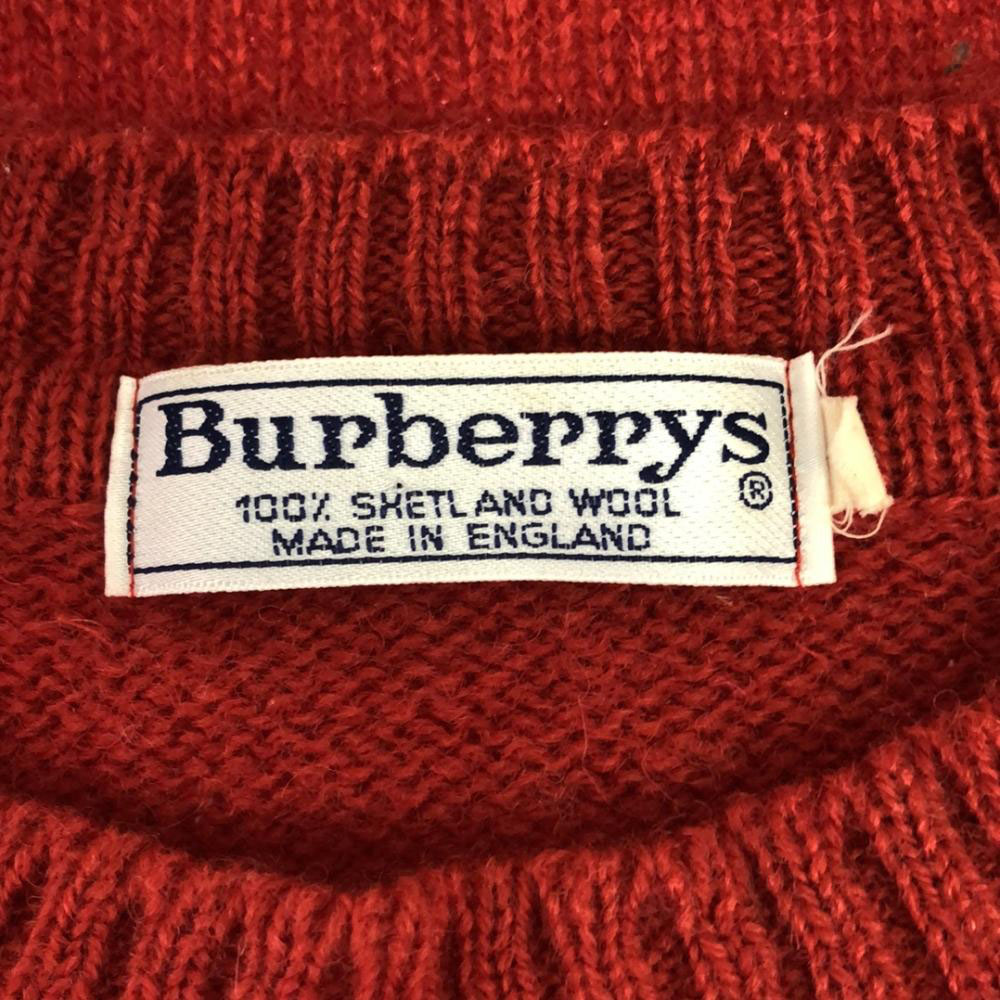 Burberrys
®
100% SHETLAND WOOL
MADE IN ENGLAND